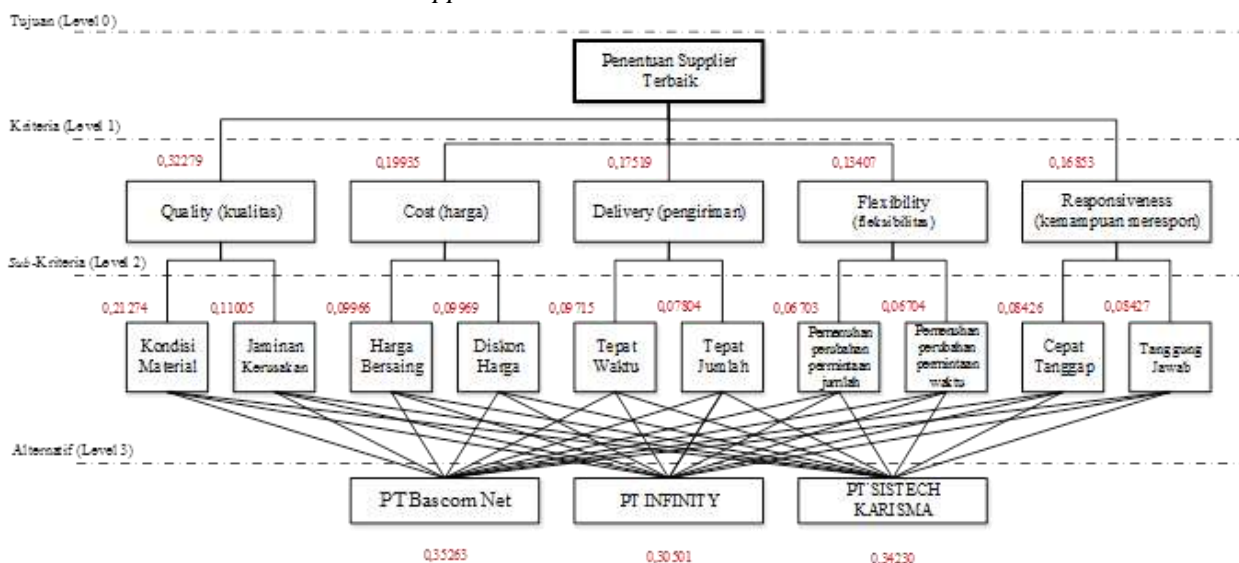 Tujuan (Level 0)
Penentuan Supplier
Terbaik
Kriteria (Level 1)
0,32279
0,19935
0,17519
0,13407
0,16853
Quality (kualitas)
Cost (harga)
Delivery (pengiriman)
Flexibility
(fleksibilitas)
Responsiveness
(kemampuan merespon)
Sub-Kriteria (Level 2)
0,21274
0,11005
0,09966
0,09969
0,09715
0,07804
0,06703
0,06704
0,08426
0,08427
Kondisi
Material
Jaminan
Kerusakan
Harga
Bersaing
Diskon
Harga
Tepat
Waktu
Tepat
Jumlah
Pemenuhan
perubahan
permintaan
jumlah
Pemenuhan
perubahan
permintaan
waktu
Cepat
Tanggap
Tanggung
Jawab
Alternatif (Level 3)
PT Bascom Net
PT INFINITY
PT SISTECH
KARISMA
0,35263
0,30501
0,34230